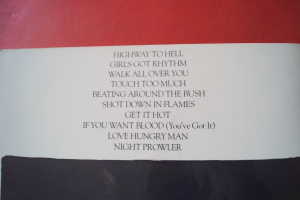 HIGHWAY TO HELL
GIRLS GOT RHYTHM
WALK ALL OVER YOU
TOUCH TOO MUCH
BEATING AROUND THE BUSH
SHOT DOWN IN FLAMES
GET IT HOT
IF YOU WANT BLOOD (You've Got It)
LOVE HUNGRY MAN
NIGHT PROWLER